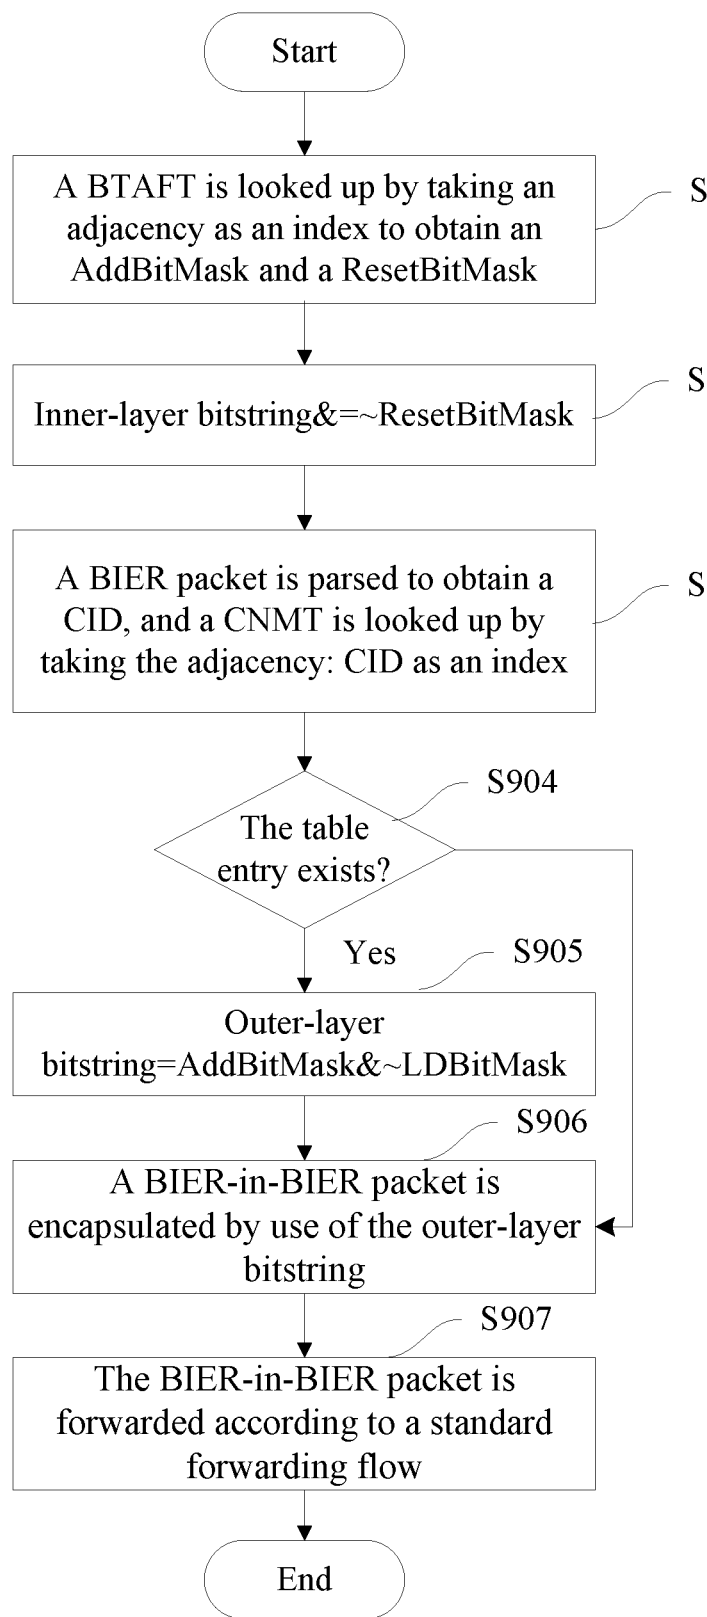 Start
A BTAFT is looked up by taking an
adjacency as an index to obtain an
AddBitMask and a ResetBitMask
S
Inner-layer bitstring&=~ResetBitMask
S
A BIER packet is parsed to obtain a
CID, and a CNMT is looked up by
taking the adjacency: CID as an index
S
S904
The table
entry exists?
Yes
S905
Outer-layer
bitstring=AddBitMask&~LDBitMask
S906
A BIER-in-BIER packet is
encapsulated by use of the outer-layer
bitstring
S907
The BIER-in-BIER packet is
forwarded according to a standard
forwarding flow
End